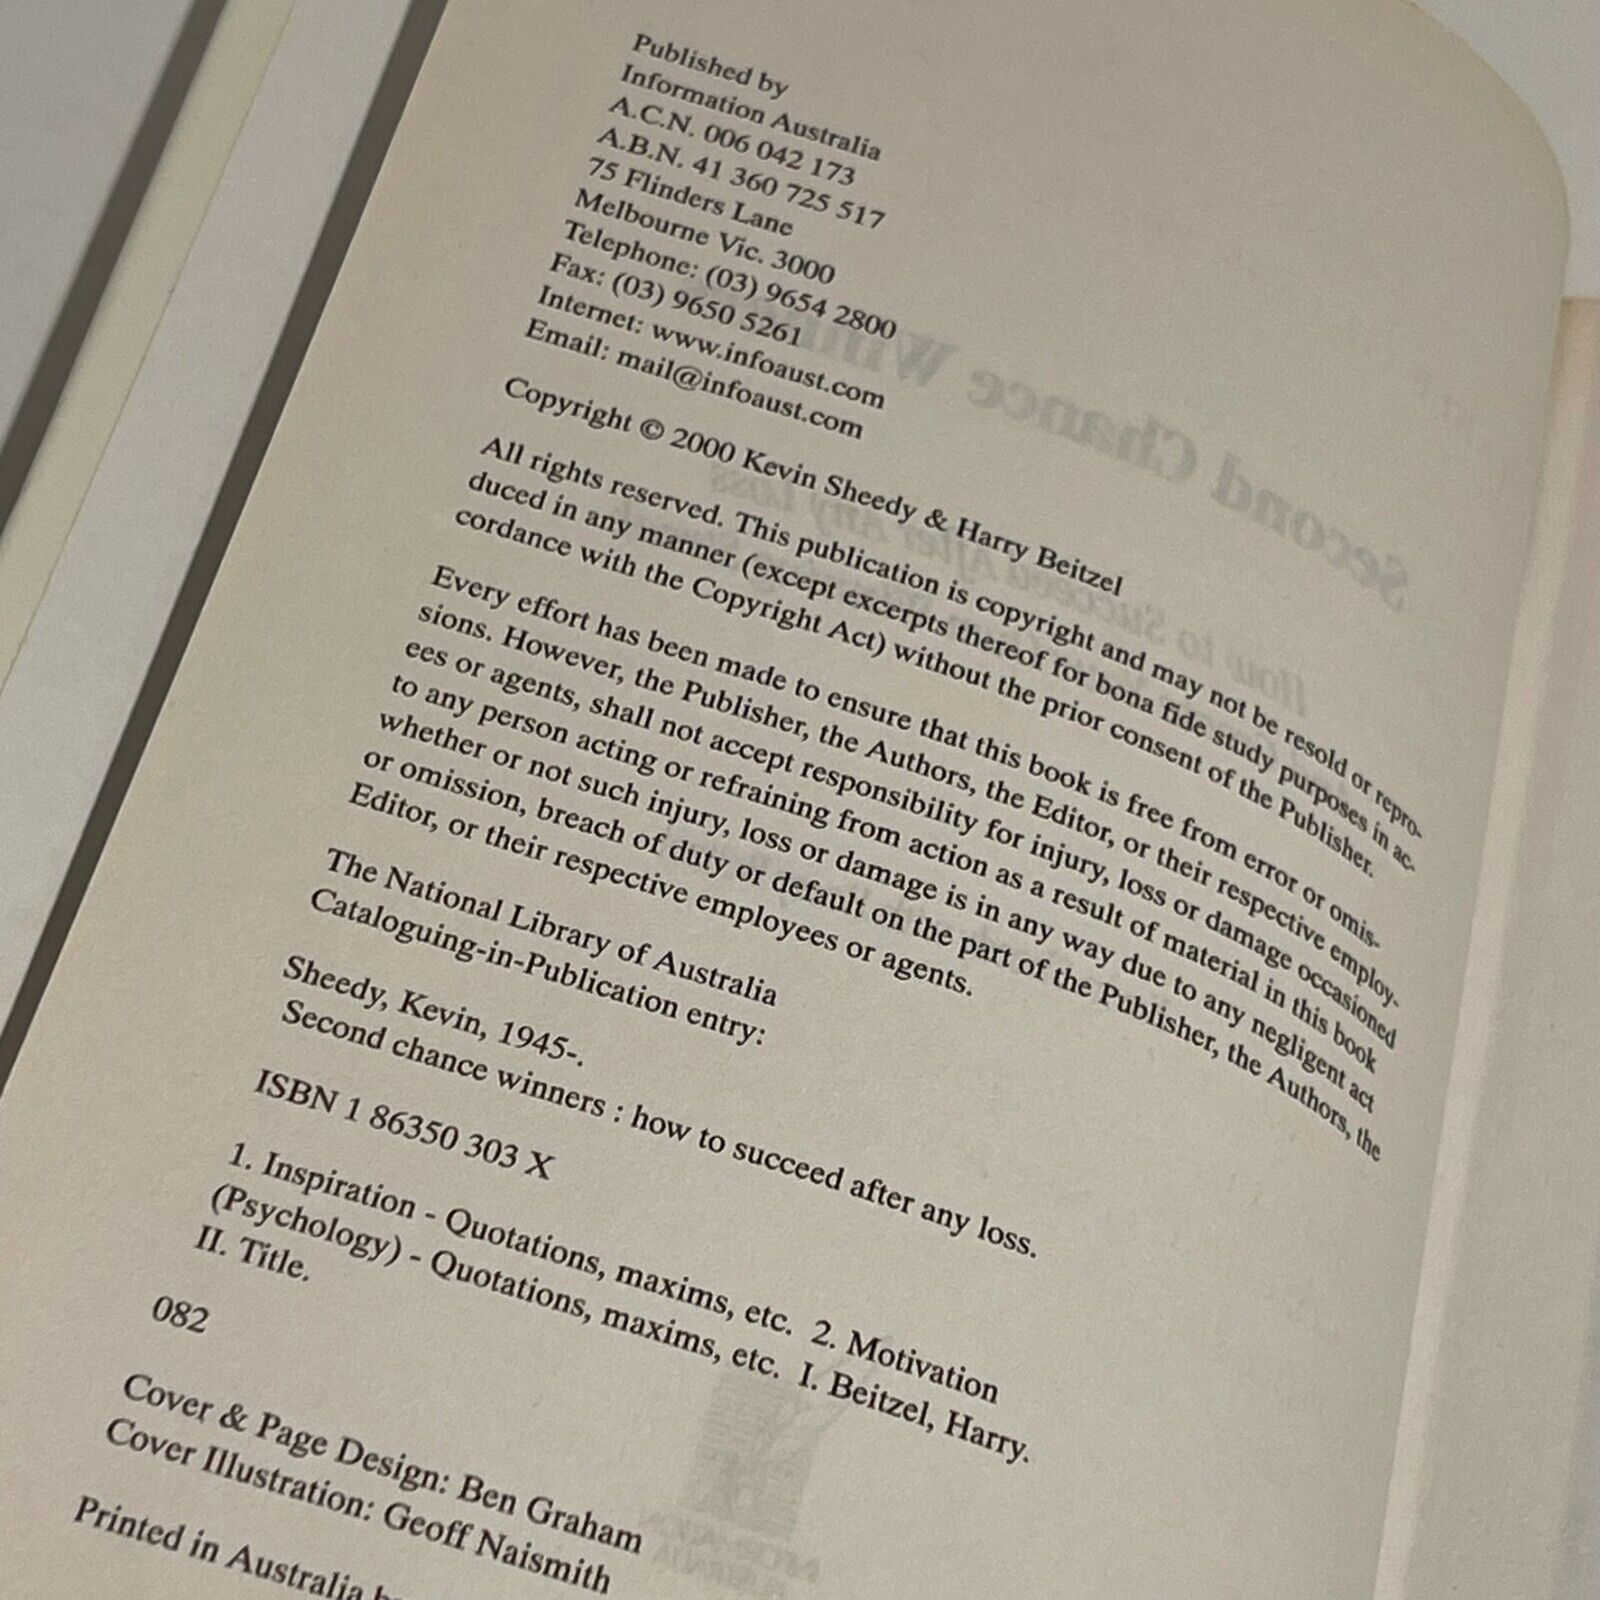 Published by
Information Australia
A.C.N. 006 042 173
A.B.N. 41 360 725 517
75 Flinders Lane
Melbourne Vic. 3000
Telephone: (03) 9654 2800
Fax: (03) 9650 5261
Internet: www.infoaust.com
Email: mail@infoaust.com
Copyright © 2000 Kevin Sheedy & Harry Beitzel
All rights reserved. This publication is copyright and may not be resold or repro-
duced in any manner (except excerpts thereof for bona fide study purposes in ac-
cordance with the Copyright Act) without the prior consent of the Publisher.
Every effort has been made to ensure that this book is free from error or omis-
sions. However, the Publisher, the Authors, the Editor, or their respective employ-
ees or agents, shall not accept responsibility for injury, loss or damage occasioned
to any person acting or refraining from action as a result of material in this book
whether or not such injury, loss or damage is in any way due to any negligent act
or omission, breach of duty or default on the part of the Publisher, the Authors, the
Editor, or their respective employees or agents.
The National Library of Australia
Cataloguing-in-Publication entry:
Sheedy, Kevin, 1945-.
Second chance winners : how to succeed after any loss.
ISBN 1 86350 303 X
1. Inspiration - Quotations, maxims, etc. 2. Motivation
(Psychology) - Quotations, maxims, etc. I. Beitzel, Harry.
II. Title.
082
Cover & Page Design: Ben Graham
Cover Illustration: Geoff Naismith
Printed in Australia